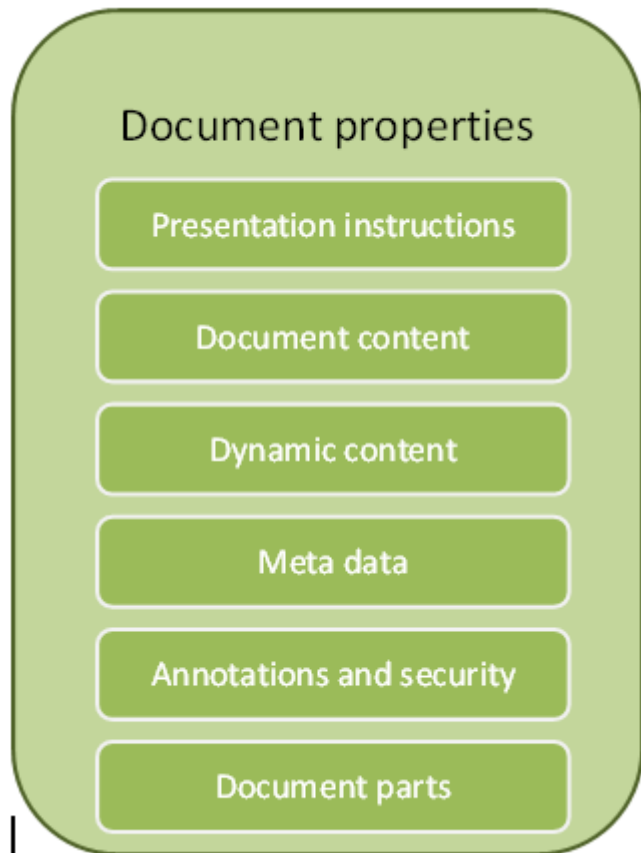 Document properties
Presentation instructions
Document content
Dynamic content
Meta data
Annotations and security
Document parts